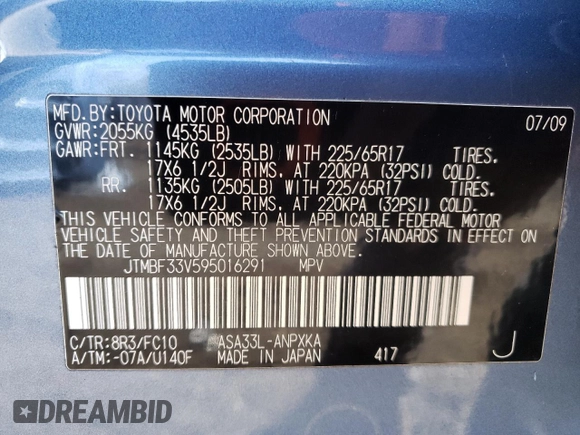 MFD.BY:TOYOTA MOTOR CORPORATION 07/09
GVWR:2055KG (4535LB)
GAWR:FRT. 1145KG (2535LB) WITH 225/65R17 TIRES.
17X6 1/2J RIMS. AT 220KPA (32PSI) COLD.
RR. 1135KG (2505LB) WITH 225/65R17 TIRES.
17X6 1/2J RIMS. AT 220KPA (32PSI) COLD.
THIS VEHICLE CONFORMS TO ALL APPLICABLE FEDERAL MOTOR
VEHICLE SAFETY AND THEFT PREVENTION STANDARDS IN EFFECT ON
THE DATE OF MANUFACTURE SHOWN ABOVE.
JTMBF33V595016291 MPV
C/TR:8R3/FC10 ASA33L-ANPXKA
A/TM:-07A/U140F MADE IN JAPAN 417 J
DREAMBID